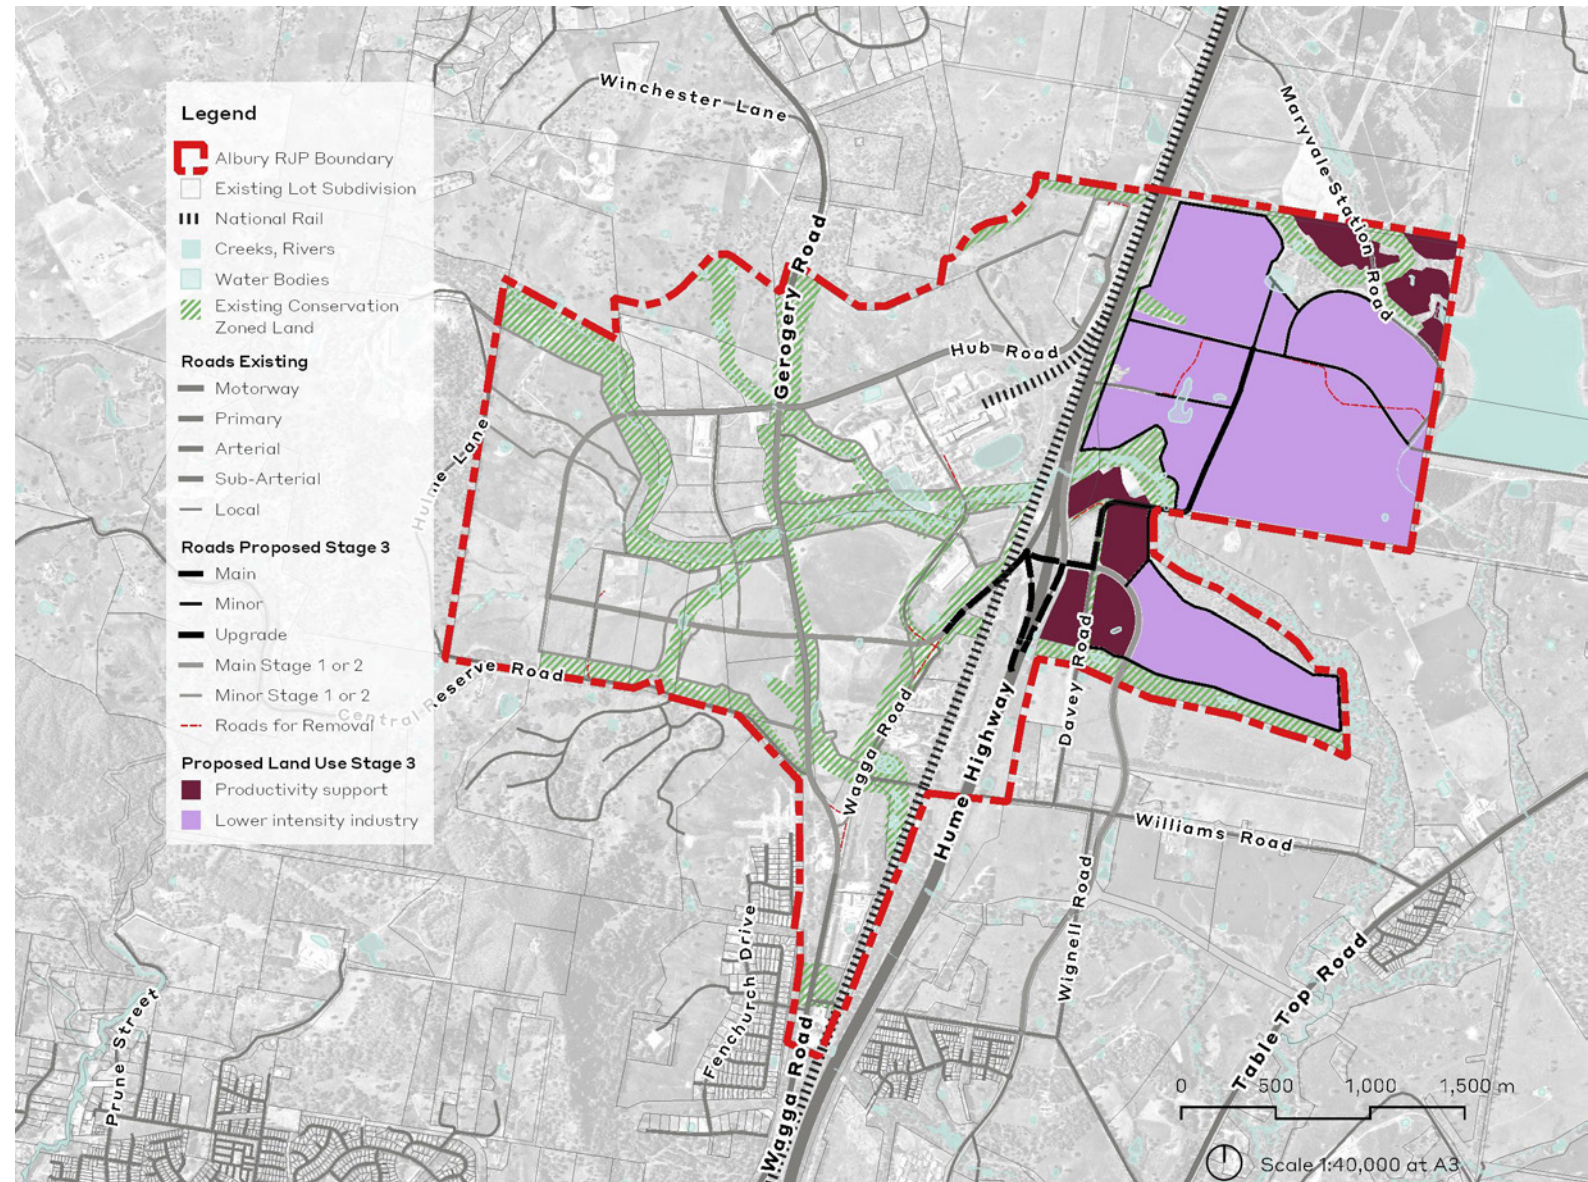 Legend
Albury RJP Boundary
Existing Lot Subdivision
National Rail
Creeks, Rivers
Water Bodies
Existing Conservation
Zoned Land
Roads Existing
Motorway
Primary
Arterial
Sub-Arterial
Local
Roads Proposed Stage 3
Main
Minor
Upgrade
Main Stage 1 or 2
Minor Stage 1 or 2
Roads for Removal
Proposed Land Use Stage 3
Productivity support
Lower intensity industry
Winchester Lane
Gerogery Road
Maryvale Station Road
Hub Road
Hulme Lane
Central Reserve Road
Wagga Road
Hume Highway
Davey Road
Williams Road
Wignell Road
Fenchurch Drive
Prune Street
Wagga Road
Table Top Road
0 500 1,000 1,500 m
Scale 1:40,000 at A3